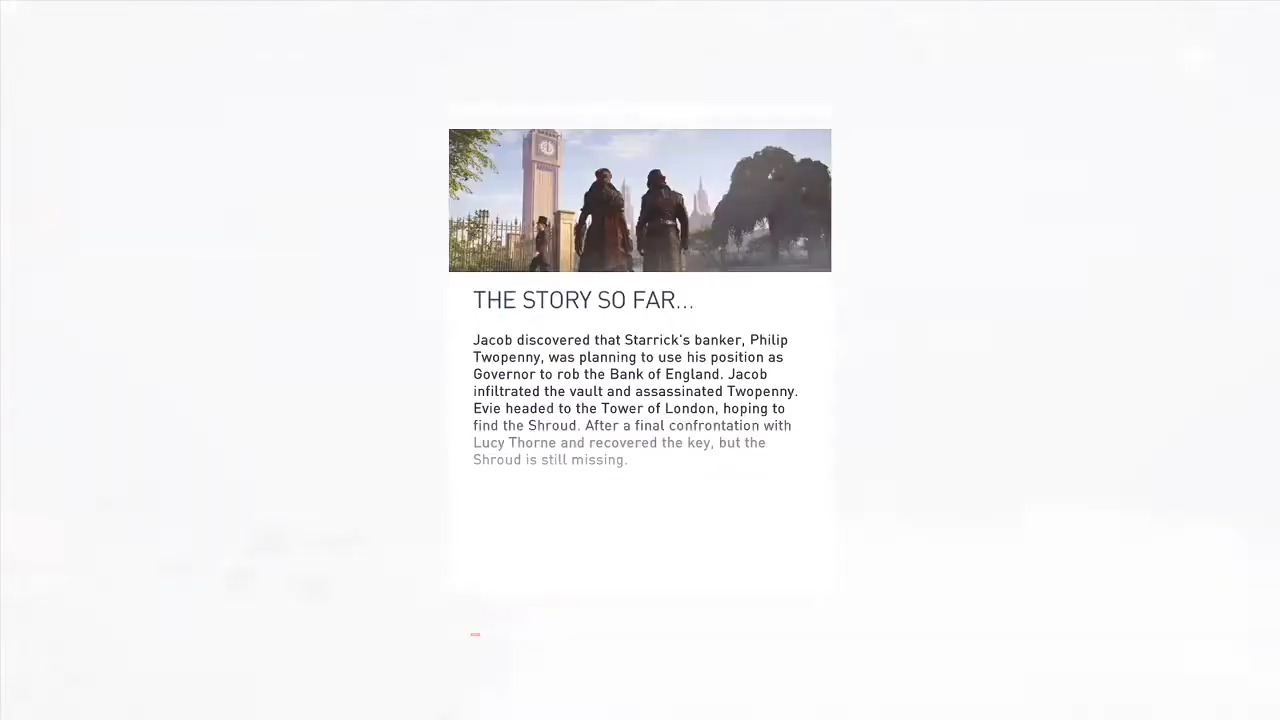 THE STORY SO FAR...
Jacob discovered that Starrick's banker, Philip
Twopenny, was planning to use his position as
Governor to rob the Bank of England. Jacob
infiltrated the vault and assassinated Twopenny.
Evie headed to the Tower of London, hoping to
find the Shroud. After a final confrontation with
Lucy Thorne and recovered the key, but the
Shroud is still missing.